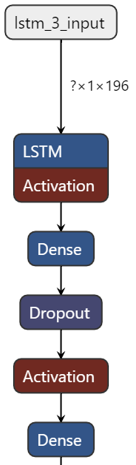 lstm_3_input
?×1×196
LSTM
Activation
Dense
Dropout
Activation
Dense